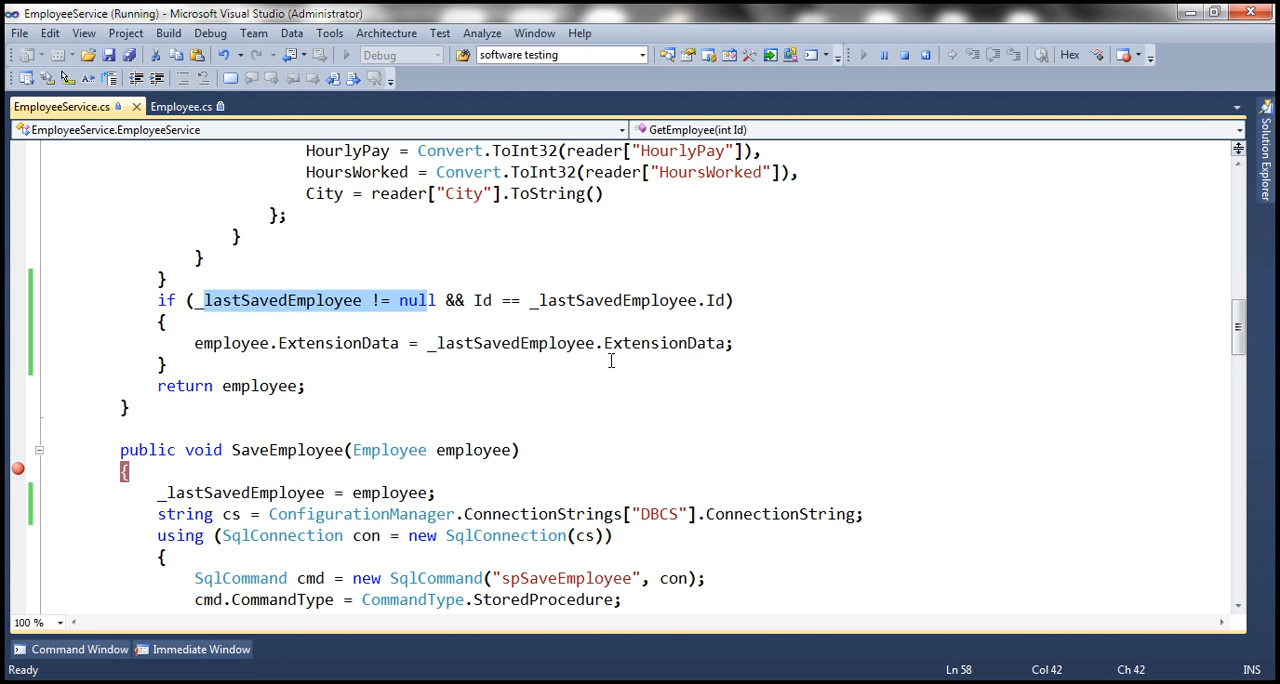 EmployeeService (Running) - Microsoft Visual Studio (Administrator)
File Edit View Project Build Debug Team Data Tools Architecture Test Analyze Window Help
Debug software testing Hex
EmployeeService.cs Employee.cs
EmployeeService.EmployeeService GetEmployee(int Id)
HourlyPay = Convert.ToInt32(reader["HourlyPay"]),
HoursWorked = Convert.ToInt32(reader["HoursWorked"]),
City = reader["City"].ToString()
};
}
}
}
if (_lastSavedEmployee != null && Id == _lastSavedEmployee.Id)
{
employee.ExtensionData = _lastSavedEmployee.ExtensionData;
}
return employee;
}
public void SaveEmployee(Employee employee)
{
_lastSavedEmployee = employee;
string cs = ConfigurationManager.ConnectionStrings["DBCS"].ConnectionString;
using (SqlConnection con = new SqlConnection(cs))
{
SqlCommand cmd = new SqlCommand("spSaveEmployee", con);
cmd.CommandType = CommandType.StoredProcedure;
100 %
Command Window Immediate Window
Ready Ln 58 Col 42 Ch 42 INS
Solution Explorer